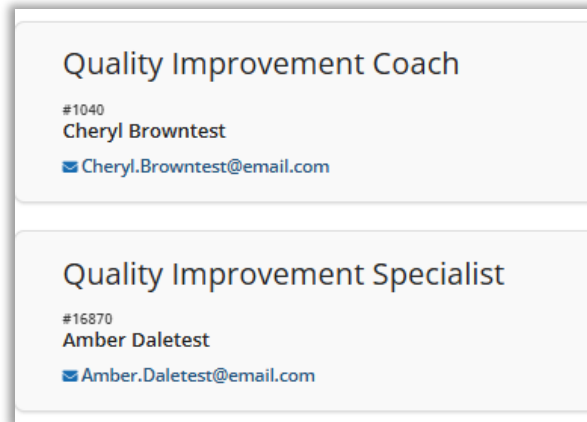 Quality Improvement Coach
#1040
Cheryl Browntest
Cheryl.Browntest@email.com
Quality Improvement Specialist
#16870
Amber Daletest
Amber.Daletest@email.com